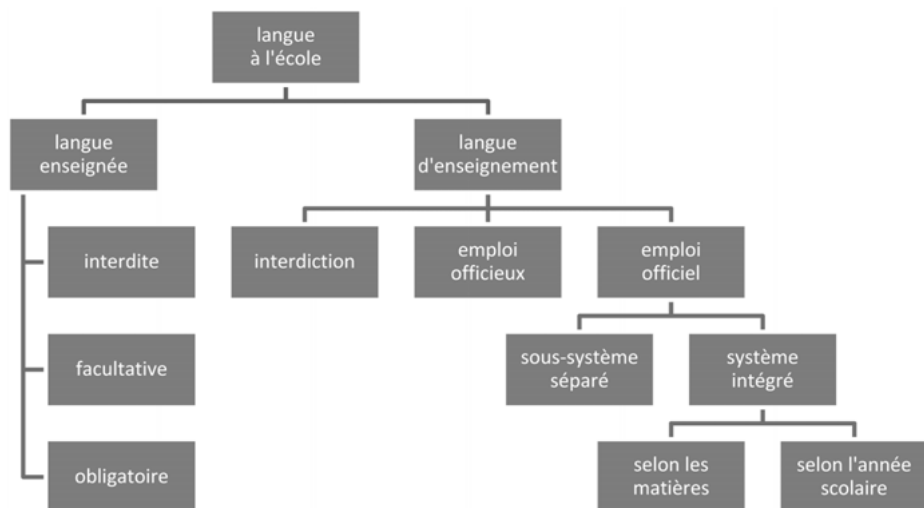 langue
à l'école
langue
enseignée
langue
d'enseignement
interdite
interdiction
emploi
officieux
emploi
officiel
facultative
sous-système
séparé
système
intégré
obligatoire
selon les
matières
selon l'année
scolaire